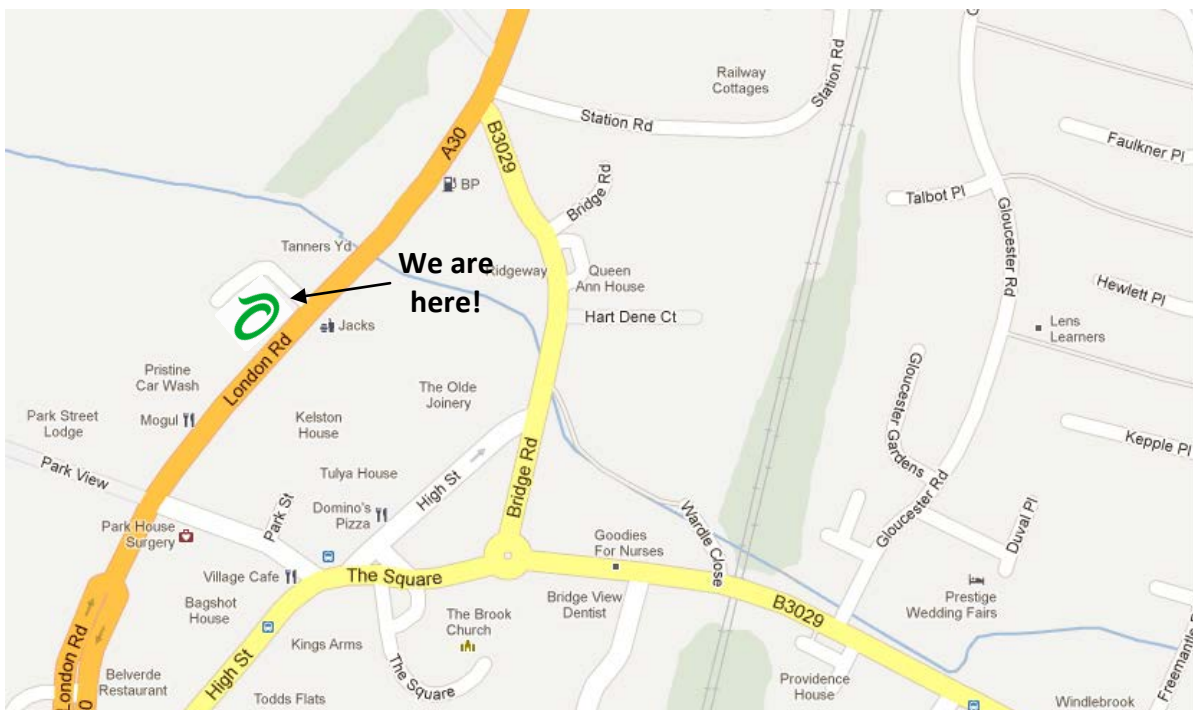 Railway
Cottages
Station Rd
Station Rd
A30
B3029
BP
Bridge Rd
Faulkner Pl
Talbot Pl
Gloucester Rd
Tanners Yd
We are
here!
Ridgeway
Queen
Ann House
Hewlett Pl
Hart Dene Ct
Jacks
Lens
Learners
London Rd
Pristine
Car Wash
The Olde
Joinery
Gloucester Gardens
Park Street
Lodge
Mogul
Kelston
House
Kepple Pl
Park View
Tulya House
High St
Bridge Rd
Gloucester Rd
Park House
Surgery
Park St
Domino's
Pizza
Wardle Close
Duval Pl
Goodies
For Nurses
Village Cafe
The Square
Bagshot
House
The Brook
Church
Bridge View
Dentist
B3029
Prestige
Wedding Fairs
Kings Arms
London Rd
Belverde
Restaurant
High St
Todds Flats
The Square
Providence
House
Windlebrook